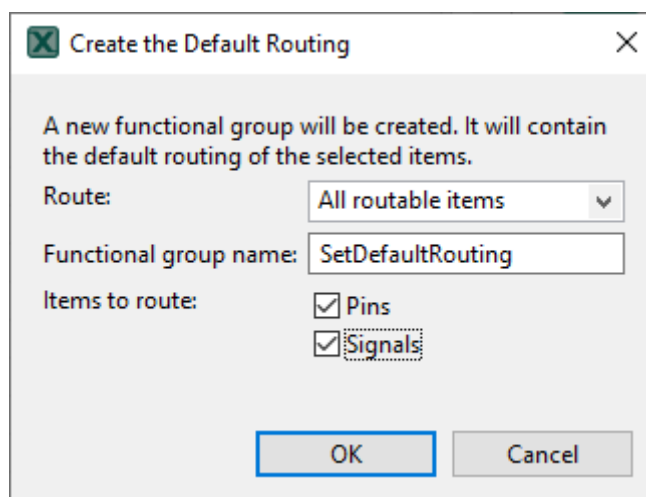 Create the Default Routing
A new functional group will be created. It will contain
the default routing of the selected items.
Route: All routable items
Functional group name: SetDefaultRouting
Items to route: Pins
Signals
OK Cancel